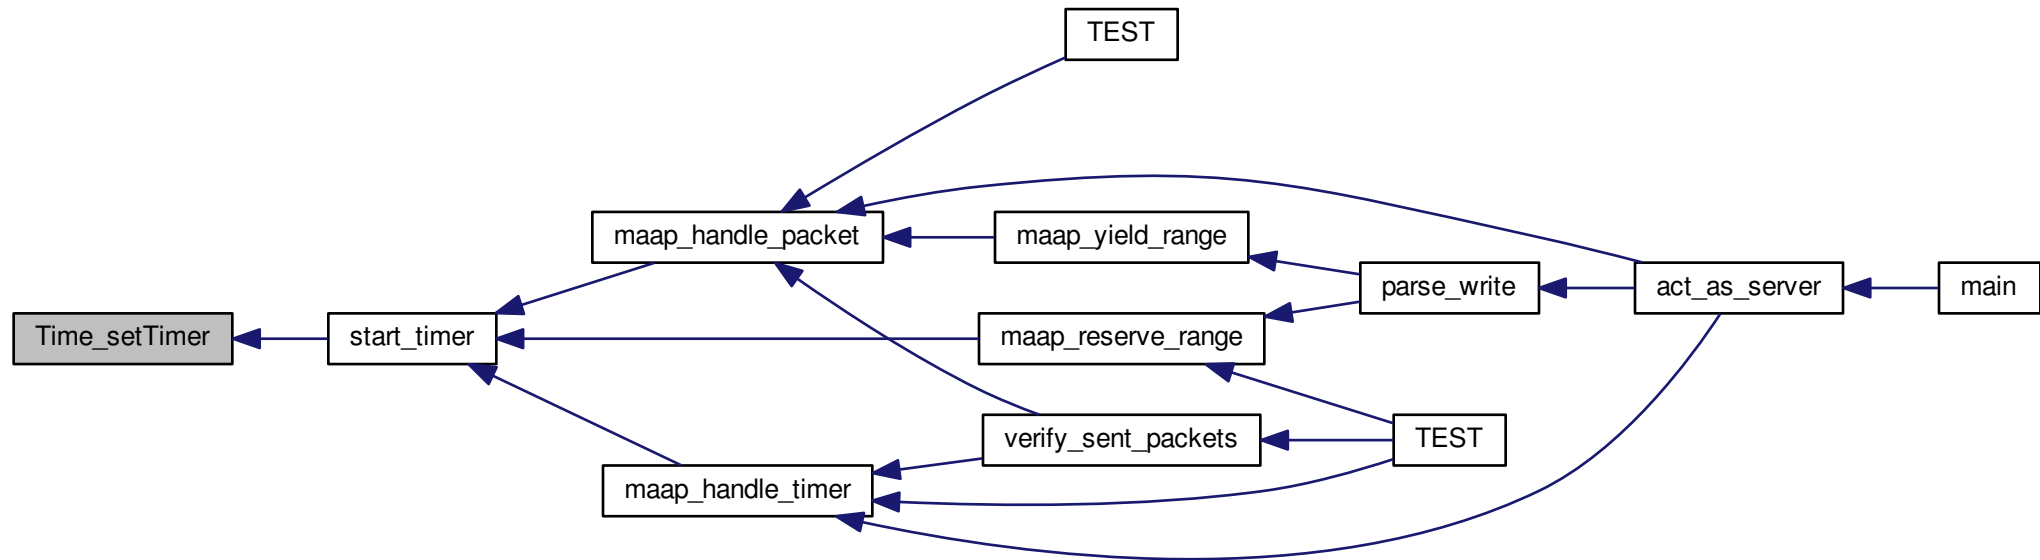 TEST
maap_handle_packet
maap_yield_range
parse_write
act_as_server
main
Time_setTimer
start_timer
maap_reserve_range
verify_sent_packets
TEST
maap_handle_timer